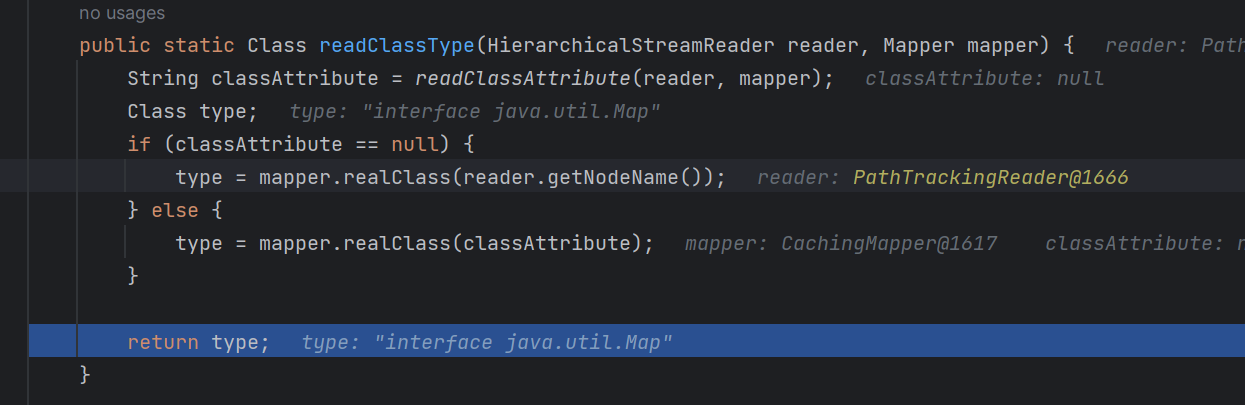 no usages
public static Class readClassType(HierarchicalStreamReader reader, Mapper mapper) { reader: Path
String classAttribute = readClassAttribute(reader, mapper); classAttribute: null
Class type; type: "interface java.util.Map"
if (classAttribute == null) {
type = mapper.realClass(reader.getNodeName()); reader: PathTrackingReader@1666
} else {
type = mapper.realClass(classAttribute); mapper: CachingMapper@1617 classAttribute: n
}
return type; type: "interface java.util.Map"
}